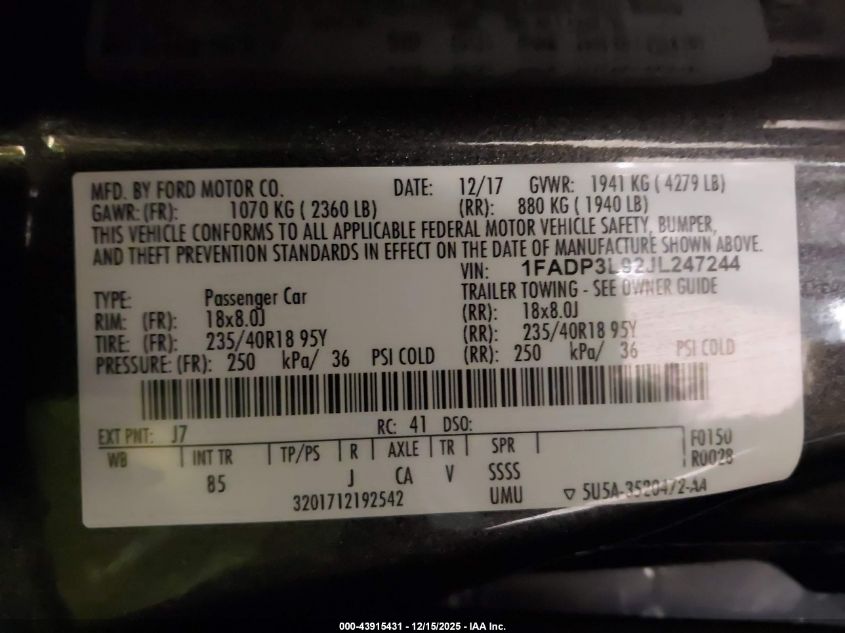 MFD. BY FORD MOTOR CO. DATE: 12/17 GVWR: 1941 KG ( 4279 LB)
GAWR: (FR): 1070 KG ( 2360 LB) (RR): 880 KG ( 1940 LB)
THIS VEHICLE CONFORMS TO ALL APPLICABLE FEDERAL MOTOR VEHICLE SAFETY, BUMPER,
AND THEFT PREVENTION STANDARDS IN EFFECT ON THE DATE OF MANUFACTURE SHOWN ABOVE.
VIN: 1FADP3L92JL247244
TYPE: Passenger Car TRAILER TOWING - SEE OWNER GUIDE
RIM: (FR): 18x8.0J (RR): 18x8.0J
TIRE: (FR): 235/40R18 95Y (RR): 235/40R18 95Y
PRESSURE: (FR): 250 kPa/ 36 PSI COLD (RR): 250 kPa/ 36 PSI COLD
EXT PNT: J7 RC: 41 DSO:
WB INT TR TP/PS R AXLE TR SPR F0150
85 J CA V SSSS R0028
3201712192542 UMU
000-43915431 - 12/15/2025 - IAA Inc.